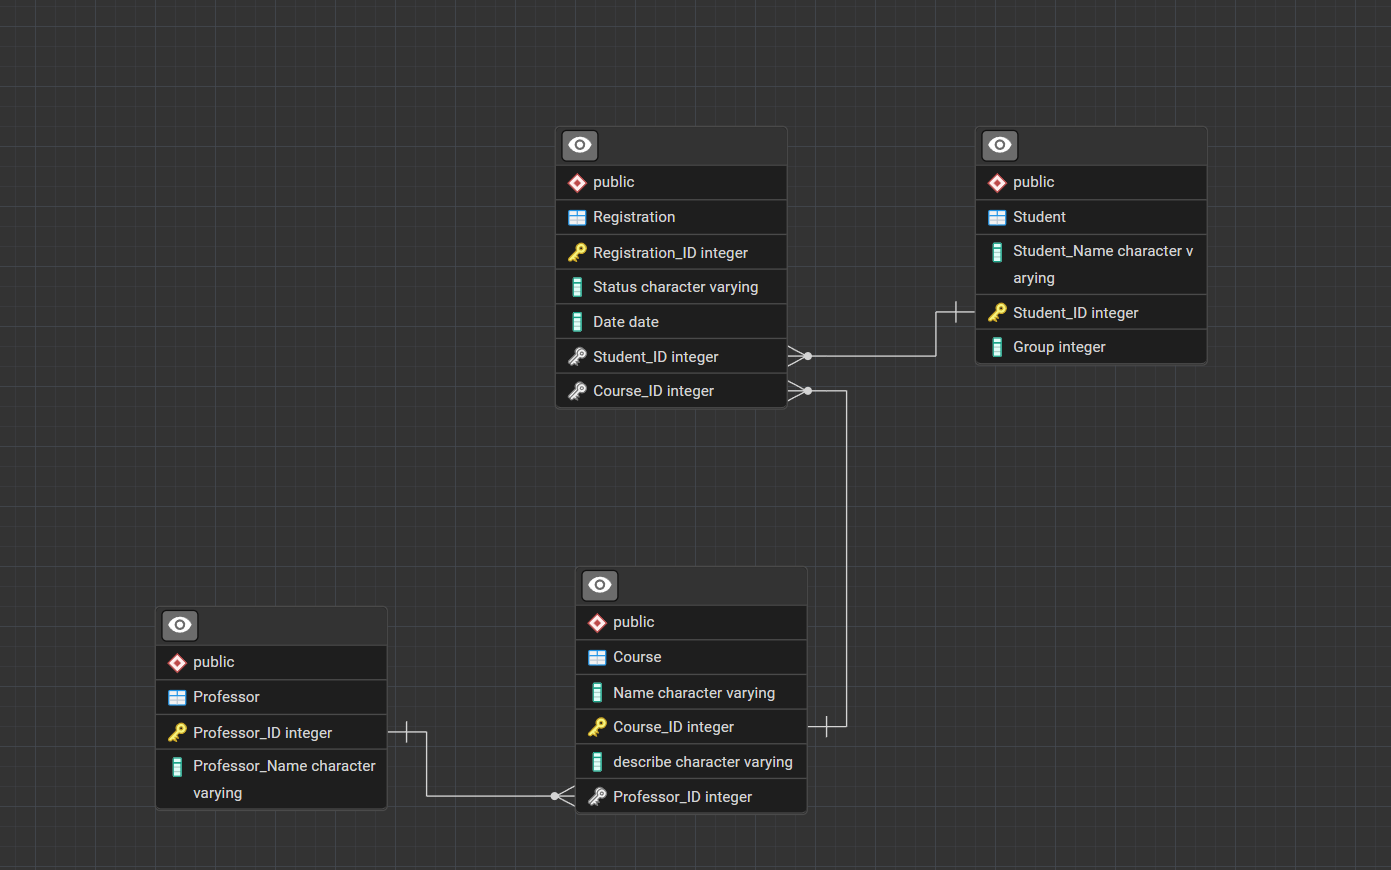 public
Registration
Registration_ID integer
Status character varying
Date date
Student_ID integer
Course_ID integer
public
Student
Student_Name character v
arying
Student_ID integer
Group integer
public
Professor
Professor_ID integer
Professor_Name character
varying
public
Course
Name character varying
Course_ID integer
describe character varying
Professor_ID integer